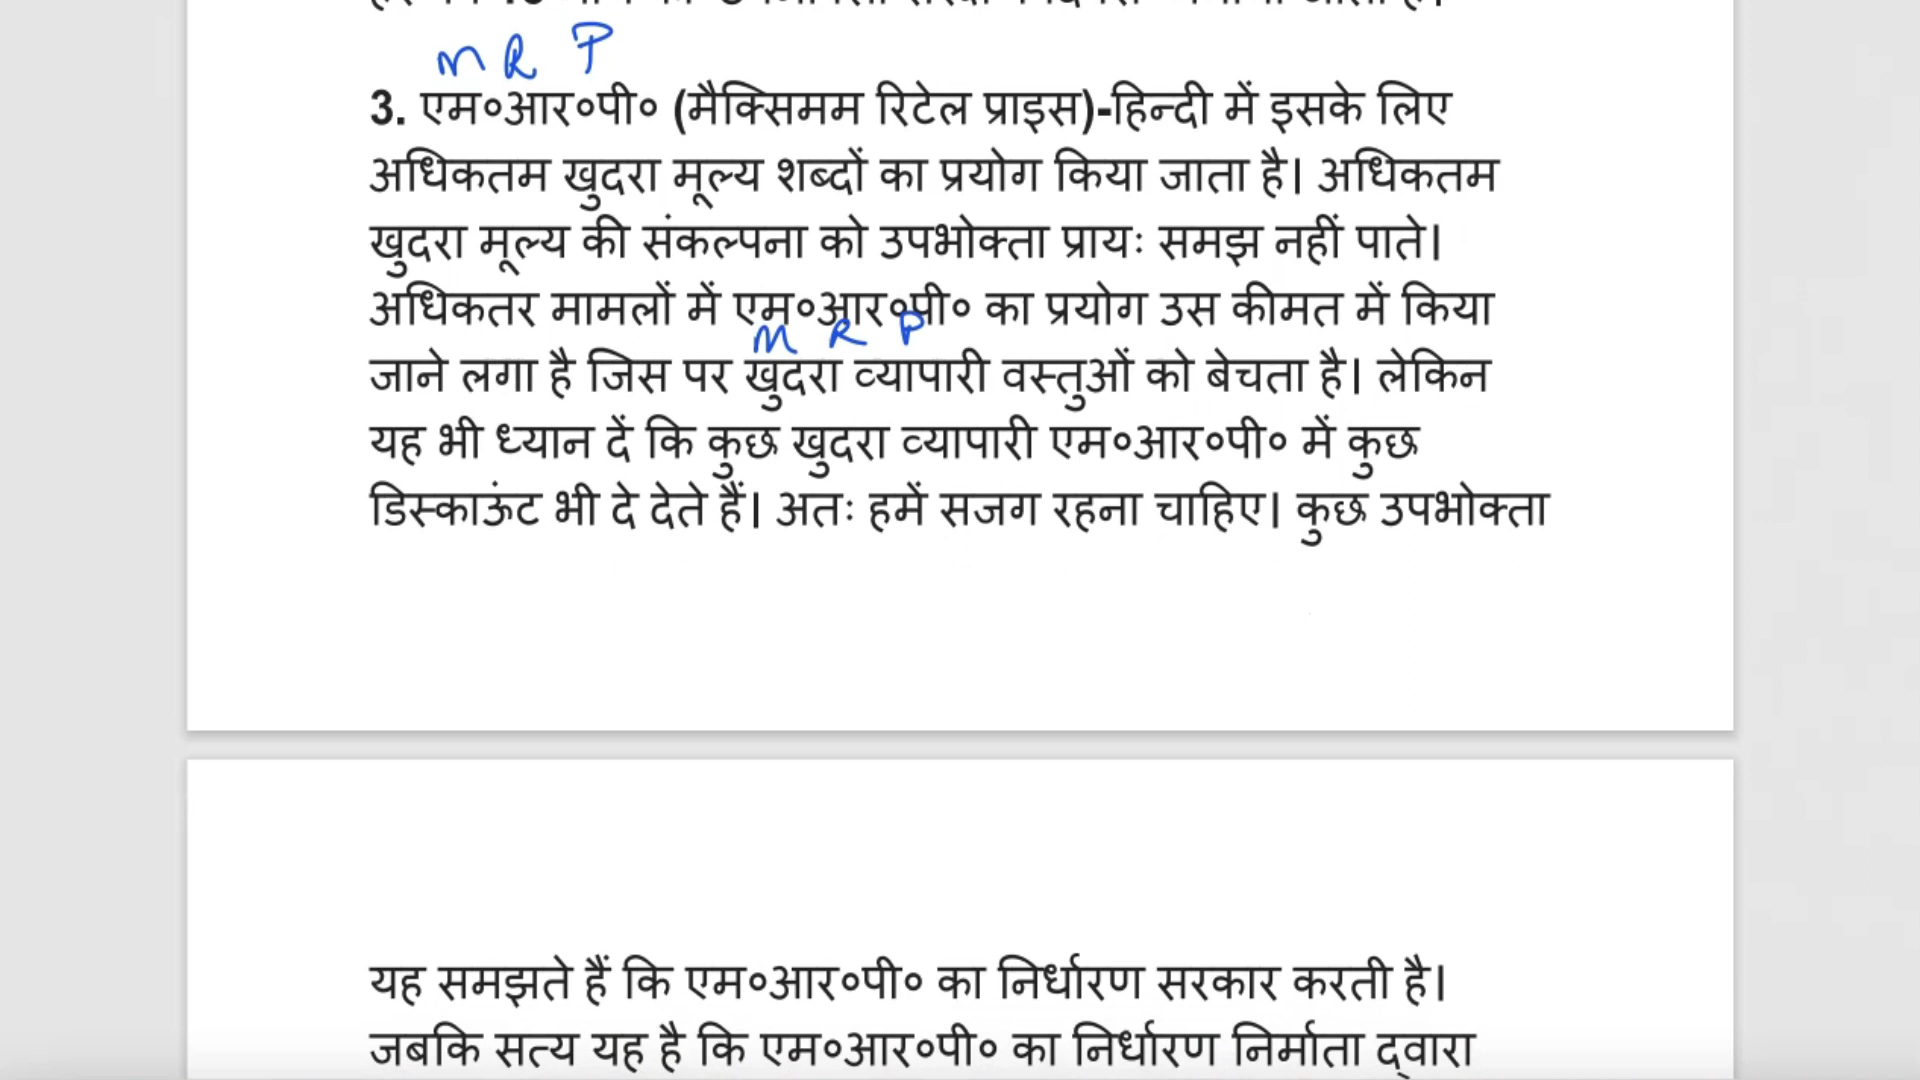 M R P
3. एम०आर०पी० (मैक्सिमम रिटेल प्राइस)-हिन्दी में इसके लिए
अधिकतम खुदरा मूल्य शब्दों का प्रयोग किया जाता है। अधिकतम
खुदरा मूल्य की संकल्पना को उपभोक्ता प्रायः समझ नहीं पाते।
अधिकतर मामलों में एम०आर०पी० का प्रयोग उस कीमत में किया
M R P
जाने लगा है जिस पर खुदरा व्यापारी वस्तुओं को बेचता है। लेकिन
यह भी ध्यान दें कि कुछ खुदरा व्यापारी एम०आर०पी० में कुछ
डिस्काऊंट भी दे देते हैं। अतः हमें सजग रहना चाहिए। कुछ उपभोक्ता
यह समझते हैं कि एम०आर०पी० का निर्धारण सरकार करती है।
जबकि सत्य यह है कि एम०आर०पी० का निर्धारण निर्माता द्वारा